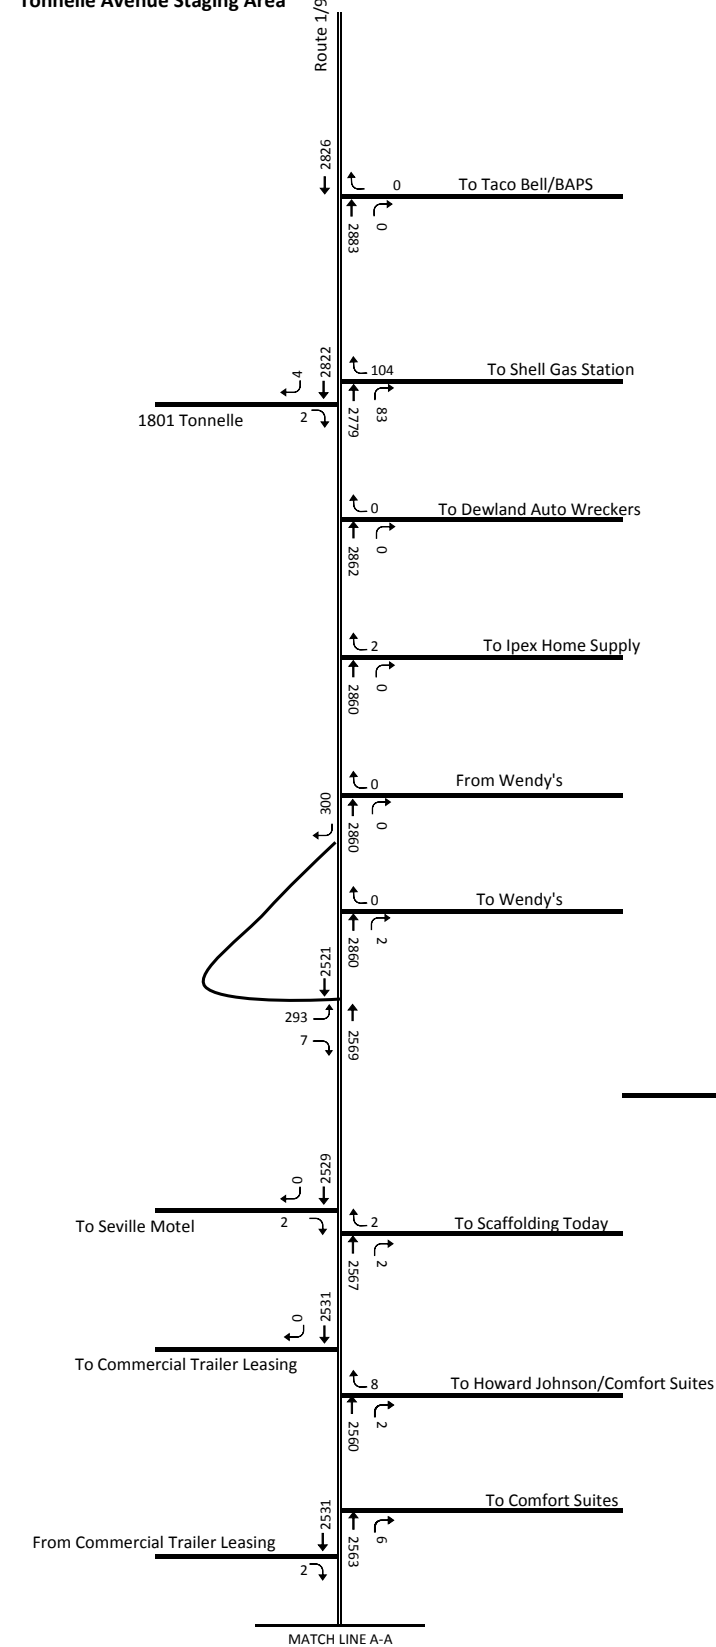 Tonnelle Avenue Staging Area
Route 1/9
2826
0
To Taco Bell/BAPS
2883
0
4
2822
104
To Shell Gas Station
1801 Tonnelle
2
2779
83
0
To Dewland Auto Wreckers
2862
0
2
To Ipex Home Supply
2860
0
300
0
From Wendy's
2860
0
0
To Wendy's
2860
2
2521
293
7
2569
0
2529
To Seville Motel
2
2
To Scaffolding Today
2567
2
0
2531
To Commercial Trailer Leasing
8
To Howard Johnson/Comfort Suites
2560
2
2531
To Comfort Suites
From Commercial Trailer Leasing
2563
6
2
MATCH LINE A-A